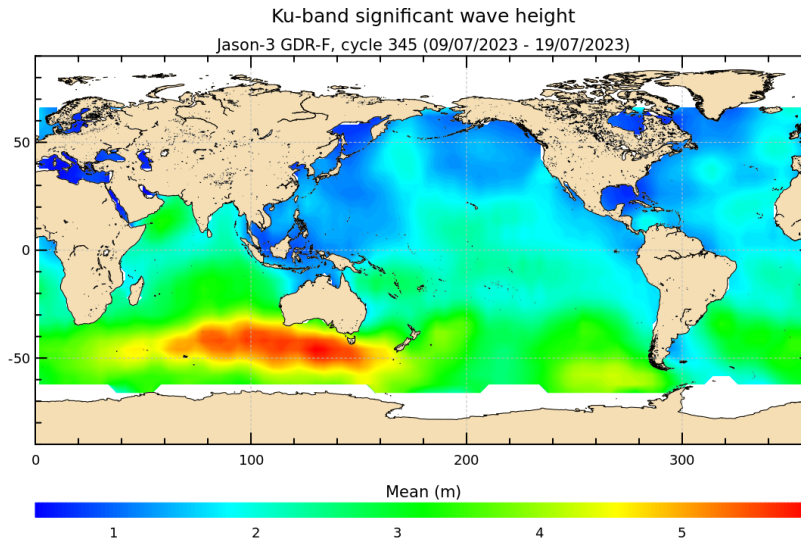 Ku-band significant wave height
Jason-3 GDR-F, cycle 345 (09/07/2023 - 19/07/2023)
50
0
-50
0 100 200 300
Mean (m)
1 2 3 4 5